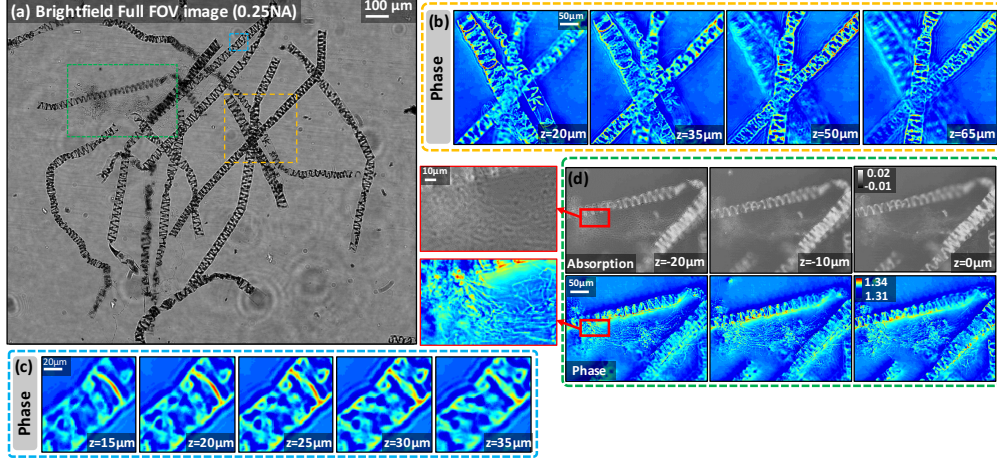 (a) Brightfield Full FOV image (0.25NA)
100 μm
(b)
Phase
50μm
z=20μm
z=35μm
z=50μm
z=65μm
10μm
(d)
0.02
-0.01
Absorption
z=-20μm
z=-10μm
z=0μm
50μm
1.34
1.31
Phase
(c)
Phase
20μm
z=15μm
z=20μm
z=25μm
z=30μm
z=35μm